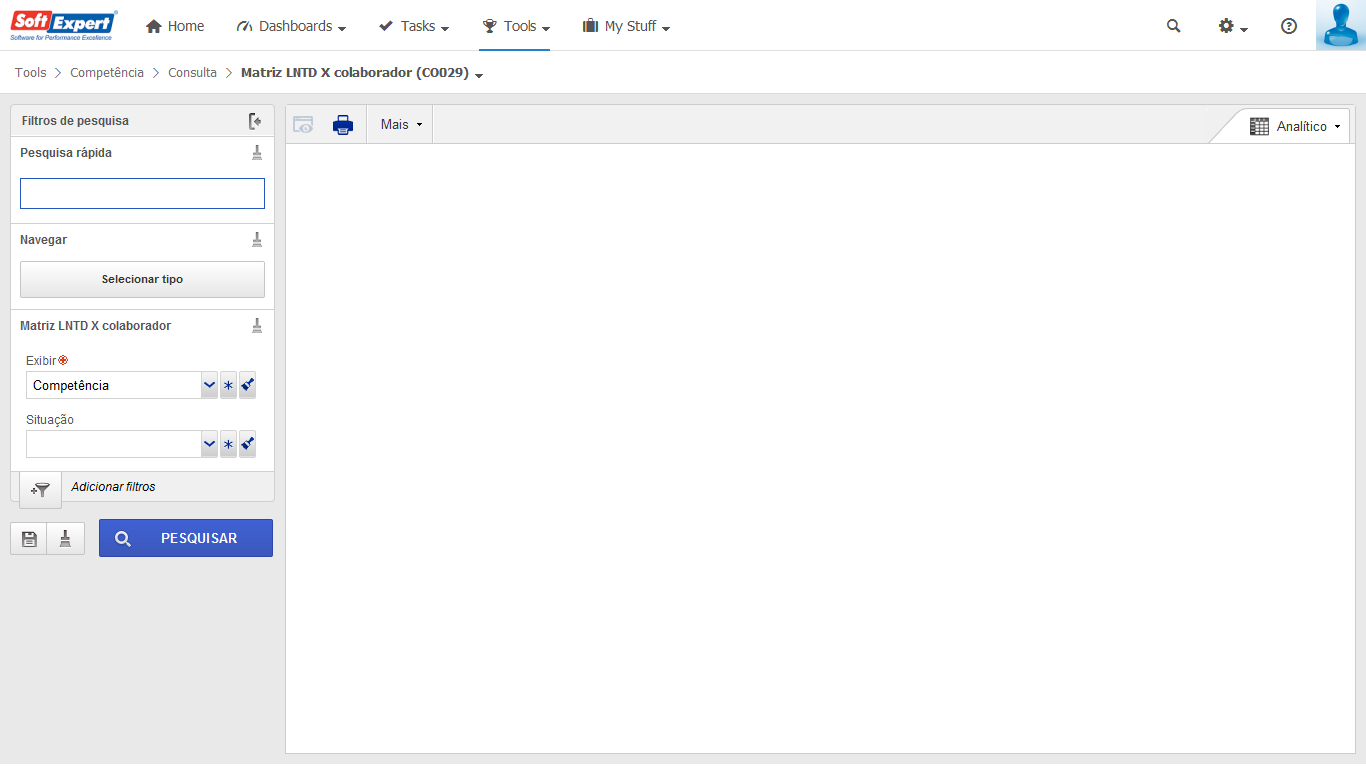 SoftExpert
Software for Performance Excellence
Home
Dashboards
Tasks
Tools
My Stuff
Tools > Competência > Consulta > Matriz LNTD X colaborador (CO029)
Filtros de pesquisa
Pesquisa rápida
Navegar
Selecionar tipo
Matriz LNTD X colaborador
Exibir
Competência
Situação
Adicionar filtros
PESQUISAR
Mais
Analítico